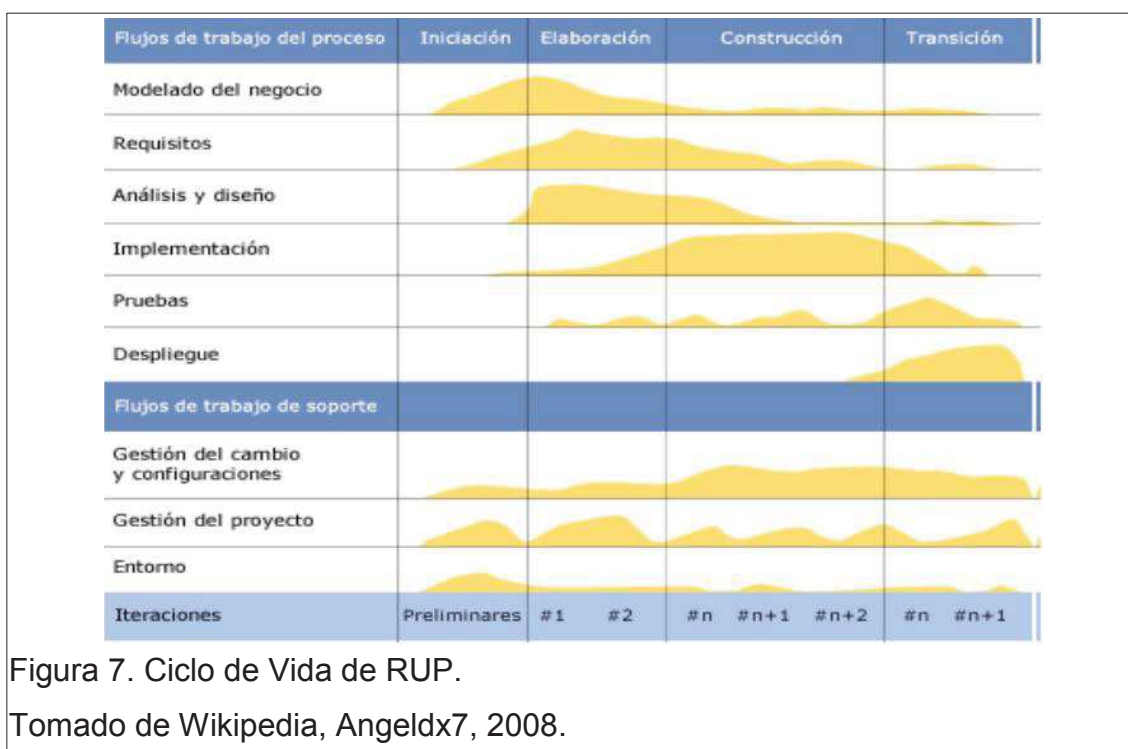 Flujos de trabajo del proceso Iniciación Elaboración Construcción Transición
Modelado del negocio
Requisitos
Análisis y diseño
Implementación
Pruebas
Despliegue
Flujos de trabajo de soporte
Gestión del cambio
y configuraciones
Gestión del proyecto
Entorno
Iteraciones Preliminares #1 #2 #n #n+1 #n+2 #n #n+1
Figura 7. Ciclo de Vida de RUP.
Tomado de Wikipedia, Angeldx7, 2008.